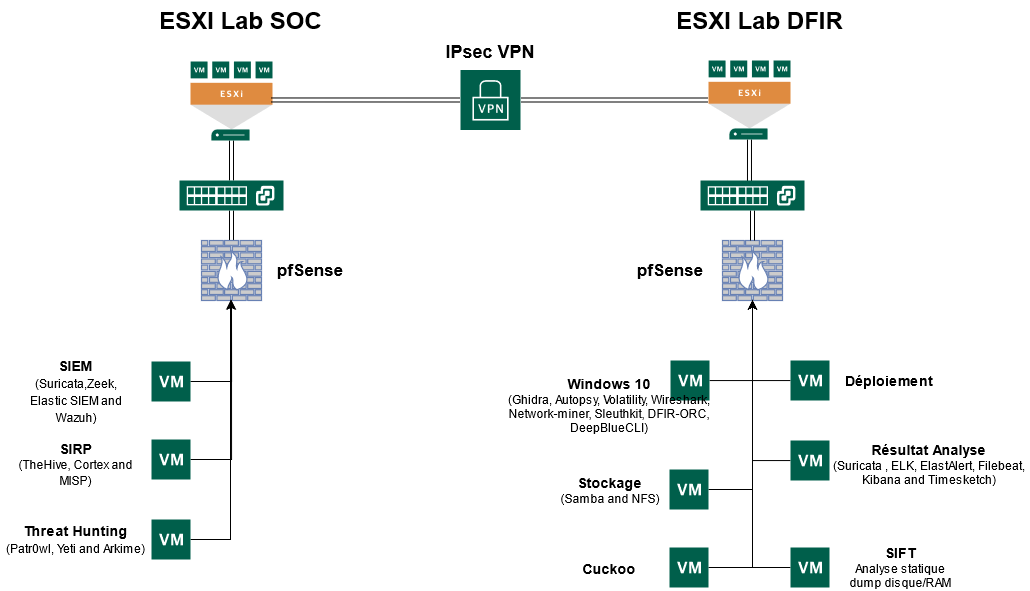 ESXI Lab SOC
ESXI Lab DFIR
IPsec VPN
VM VM VM VM
ESXi
VPN
VM VM VM VM
ESXi
pfSense
pfSense
SIEM
(Suricata,Zeek,
Elastic SIEM and
Wazuh)
VM
SIRP
(TheHive, Cortex and
MISP)
VM
Threat Hunting
(Patr0wl, Yeti and Arkime)
VM
Windows 10
(Ghidra, Autopsy, Volatility, Wireshark,
Network-miner, Sleuthkit, DFIR-ORC,
DeepBlueCLI)
VM
VM
Déploiement
VM
Résultat Analyse
(Suricata , ELK, ElastAlert, Filebeat,
Kibana and Timesketch)
Stockage
(Samba and NFS)
VM
Cuckoo
VM
VM
SIFT
Analyse statique
dump disque/RAM